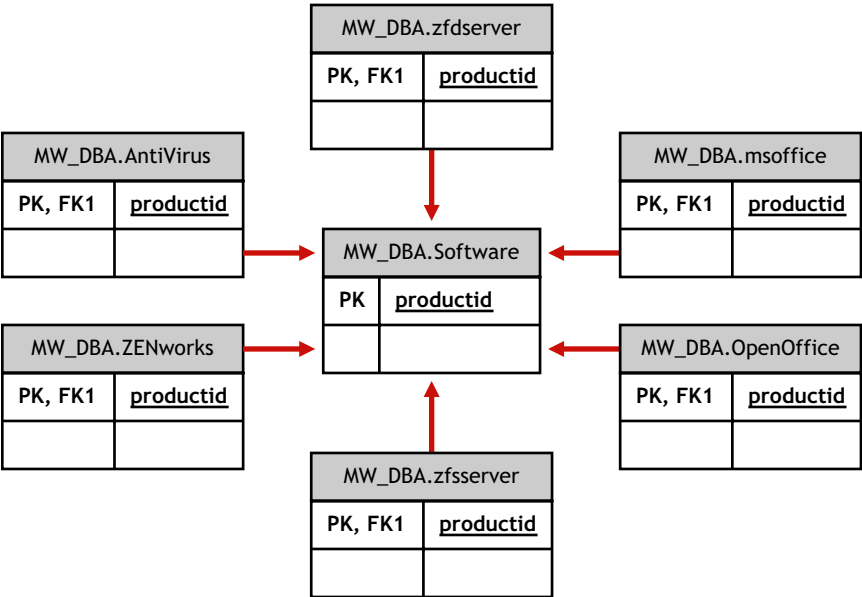 MW_DBA.zfdserver
PK, FK1 productid
MW_DBA.AntiVirus
PK, FK1 productid
MW_DBA.msoffice
PK, FK1 productid
MW_DBA.Software
PK productid
MW_DBA.ZENworks
PK, FK1 productid
MW_DBA.OpenOffice
PK, FK1 productid
MW_DBA.zfsserver
PK, FK1 productid